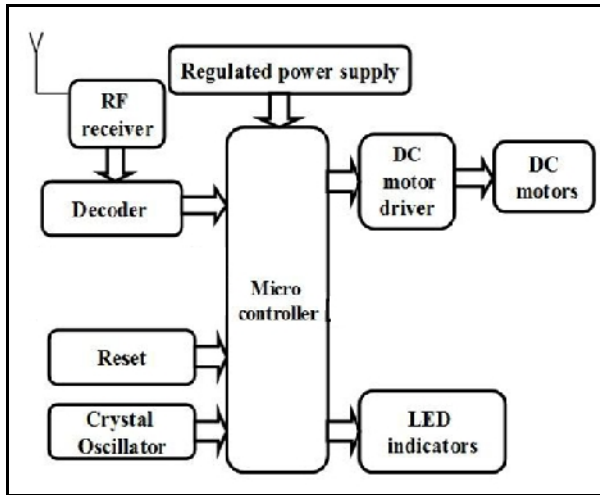 Regulated power supply
RF
receiver
Decoder
DC
motor
driver
DC
motors
Micro
controller
Reset
Crystal
Oscillator
LED
indicators